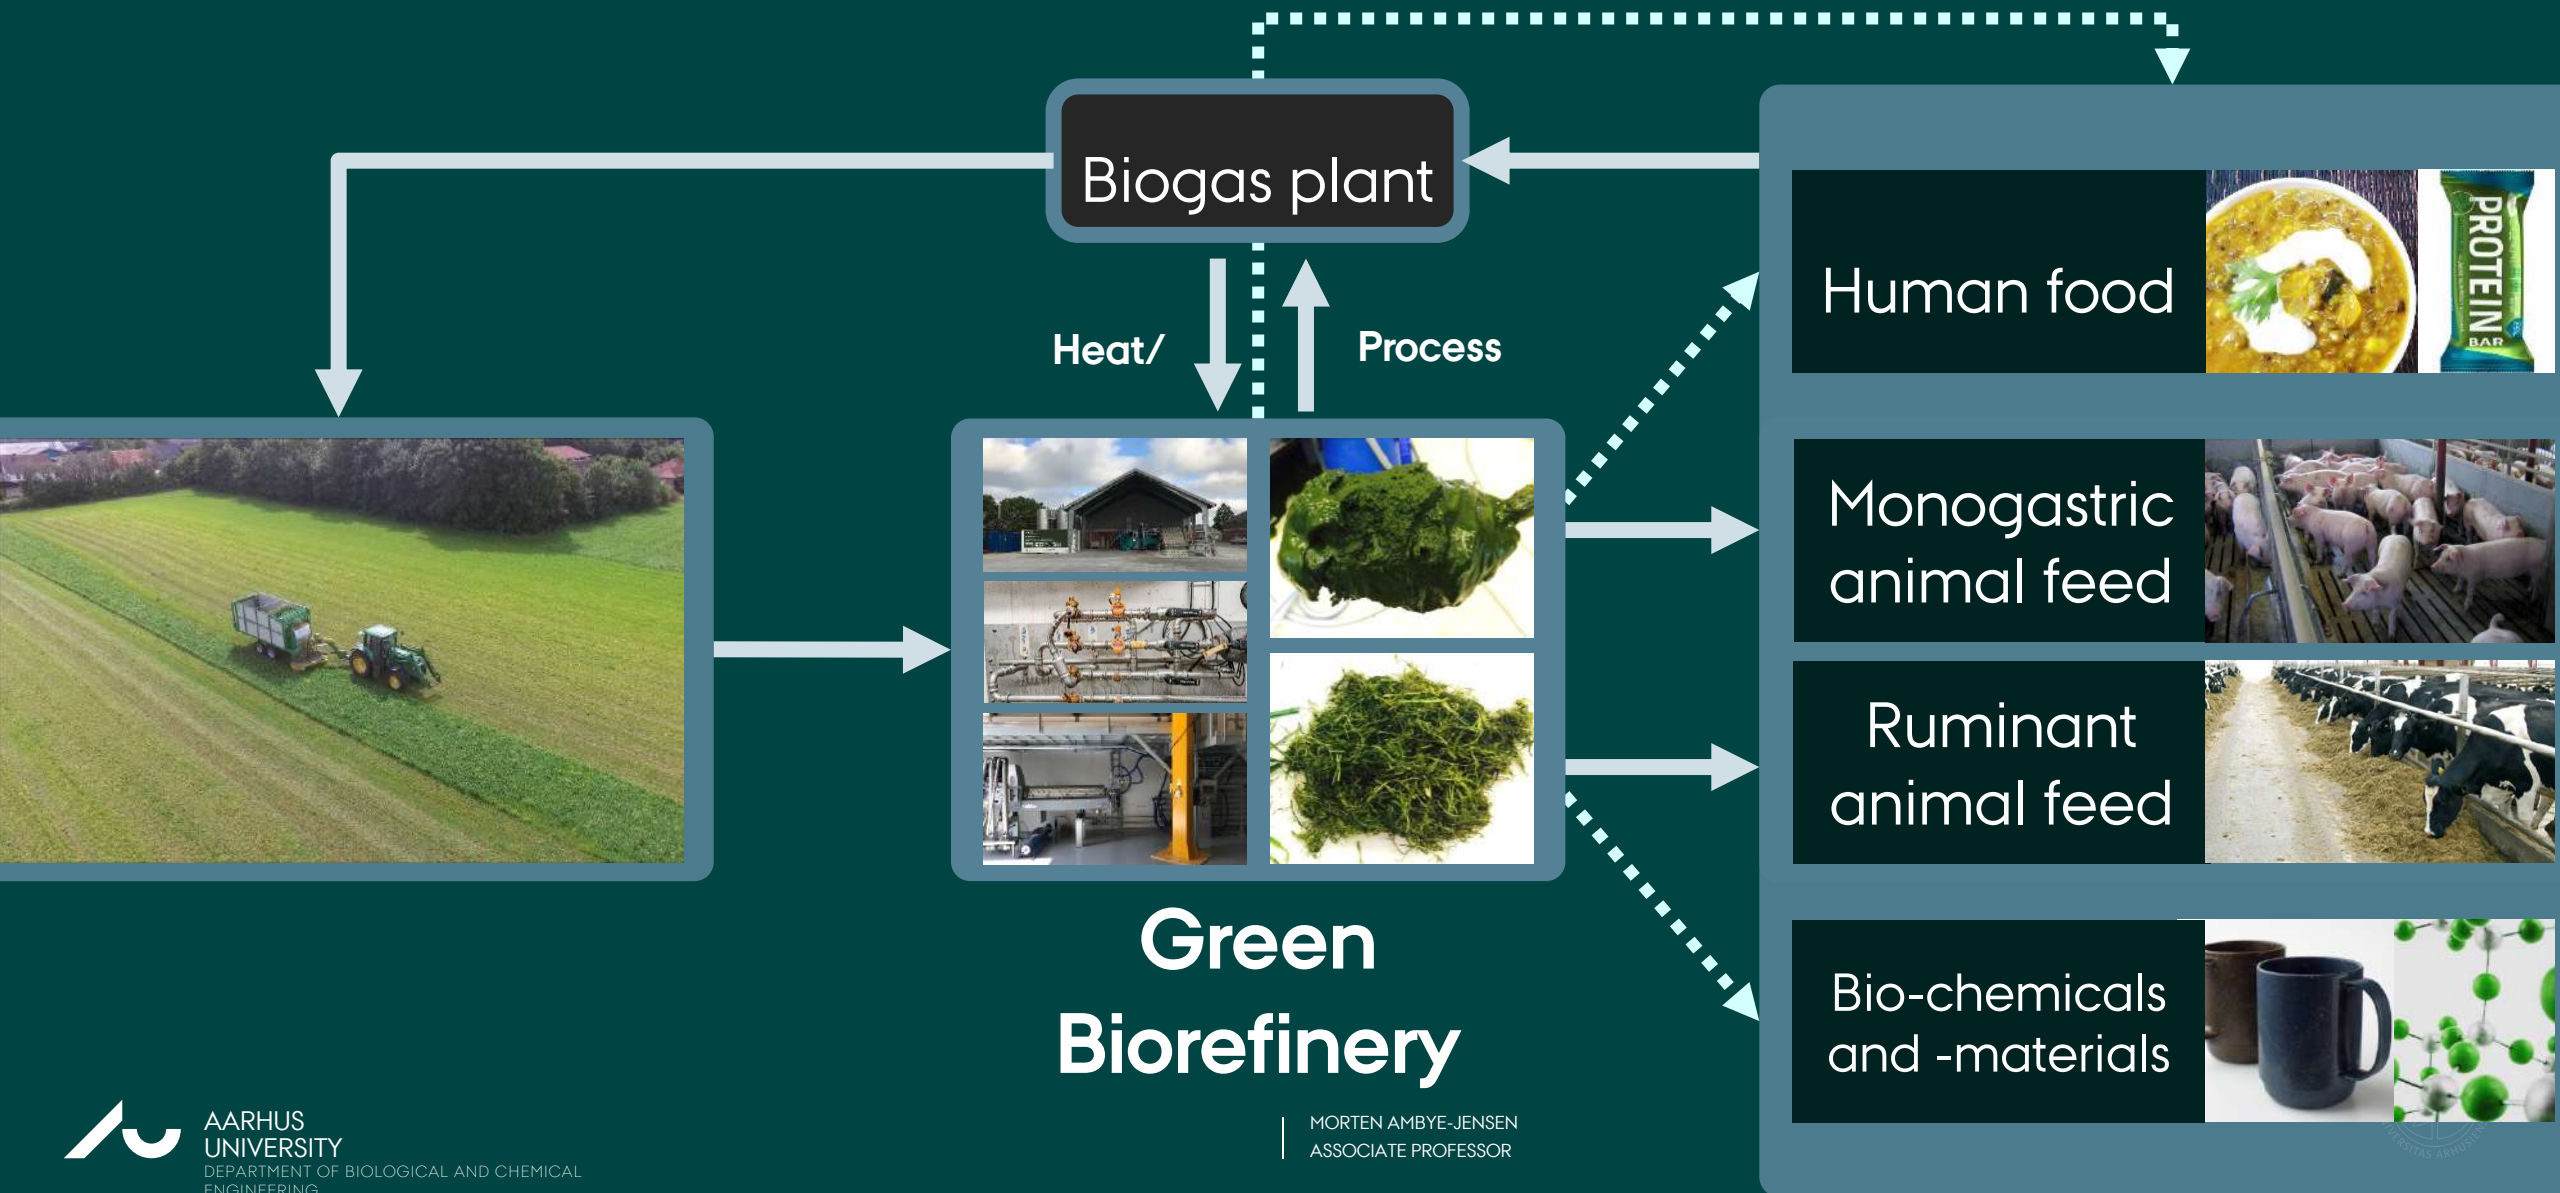 Biogas plant
Heat/
Process
Human food
PROTEIN
BAR
Monogastric
animal feed
Ruminant
animal feed
Bio-chemicals
and -materials
Green
Biorefinery
AARHUS
UNIVERSITY
DEPARTMENT OF BIOLOGICAL AND CHEMICAL
ENGINEERING
MORTEN AMBYE-JENSEN
ASSOCIATE PROFESSOR